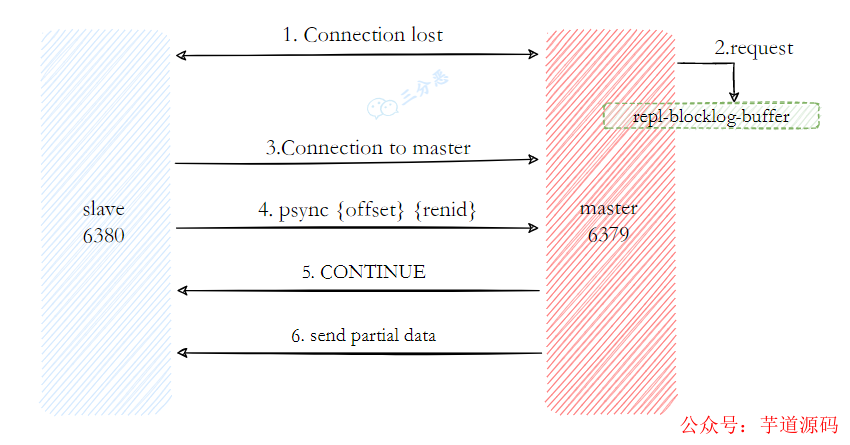 1. Connection lost
2.request
三分恶
repl-blocklog-buffer
3.Connection to master
slave
6380
4. psync {offset} {renid}
master
6379
5. CONTINUE
6. send partial data
公众号：芋道源码